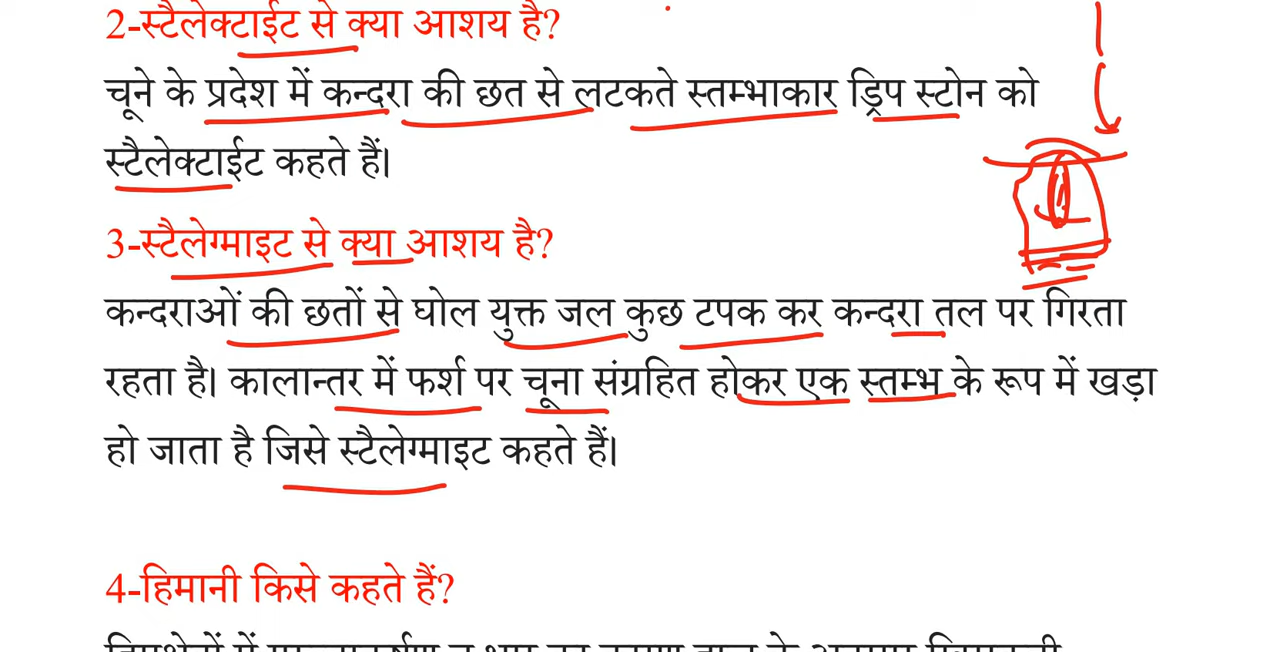 2-स्टैलेक्टाईट से क्या आशय है?
चूने के प्रदेश में कन्दरा की छत से लटकते स्तम्भाकार ड्रिप स्टोन को
स्टैलेक्टाईट कहते हैं।
3-स्टैलेग्माइट से क्या आशय है?
कन्दराओं की छतों से घोल युक्त जल कुछ टपक कर कन्दरा तल पर गिरता
रहता है। कालान्तर में फर्श पर चूना संग्रहित होकर एक स्तम्भ के रूप में खड़ा
हो जाता है जिसे स्टैलेग्माइट कहते हैं।
4-हिमानी किसे कहते हैं?